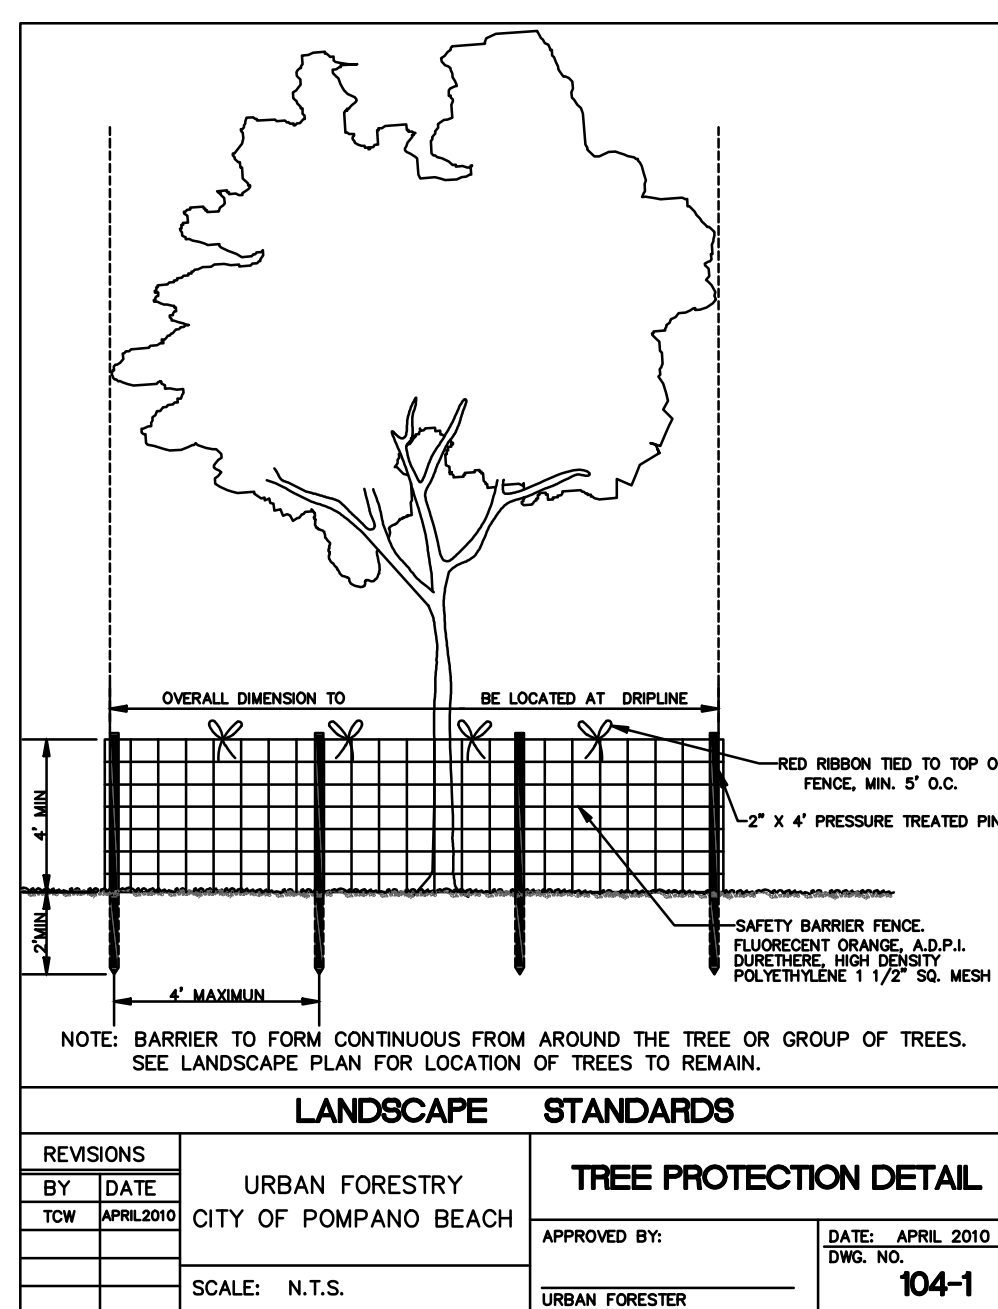 OVERALL DIMENSION TO BE LOCATED AT DRIPLINE
RED RIBBON TIED TO TOP O
FENCE, MIN. 5' O.C.
4' MIN
2" X 4' PRESSURE TREATED PIN
2'MIN
SAFETY BARRIER FENCE.
FLUORECENT ORANGE, A.D.P.I.
DURETHERE, HIGH DENSITY
POLYETHYLENE 1 1/2" SQ. MESH
4' MAXIMUN
NOTE: BARRIER TO FORM CONTINUOUS FROM AROUND THE TREE OR GROUP OF TREES.
SEE LANDSCAPE PLAN FOR LOCATION OF TREES TO REMAIN.
LANDSCAPE STANDARDS
REVISIONS
BY DATE
TCW APRIL2010
URBAN FORESTRY
CITY OF POMPANO BEACH
SCALE: N.T.S.
TREE PROTECTION DETAIL
APPROVED BY:
URBAN FORESTER
DATE: APRIL 2010
DWG. NO.
104-1